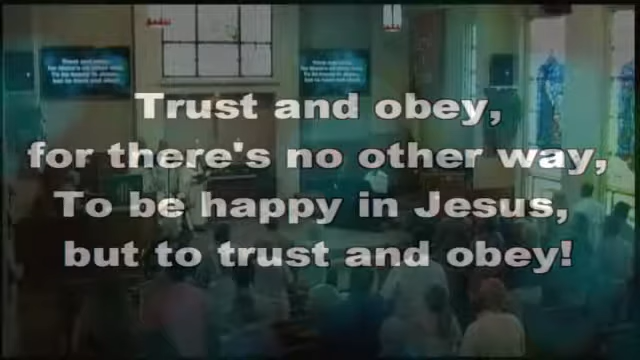 Trust and obey,
for there's no other way,
To be happy in Jesus,
but to trust and obey!